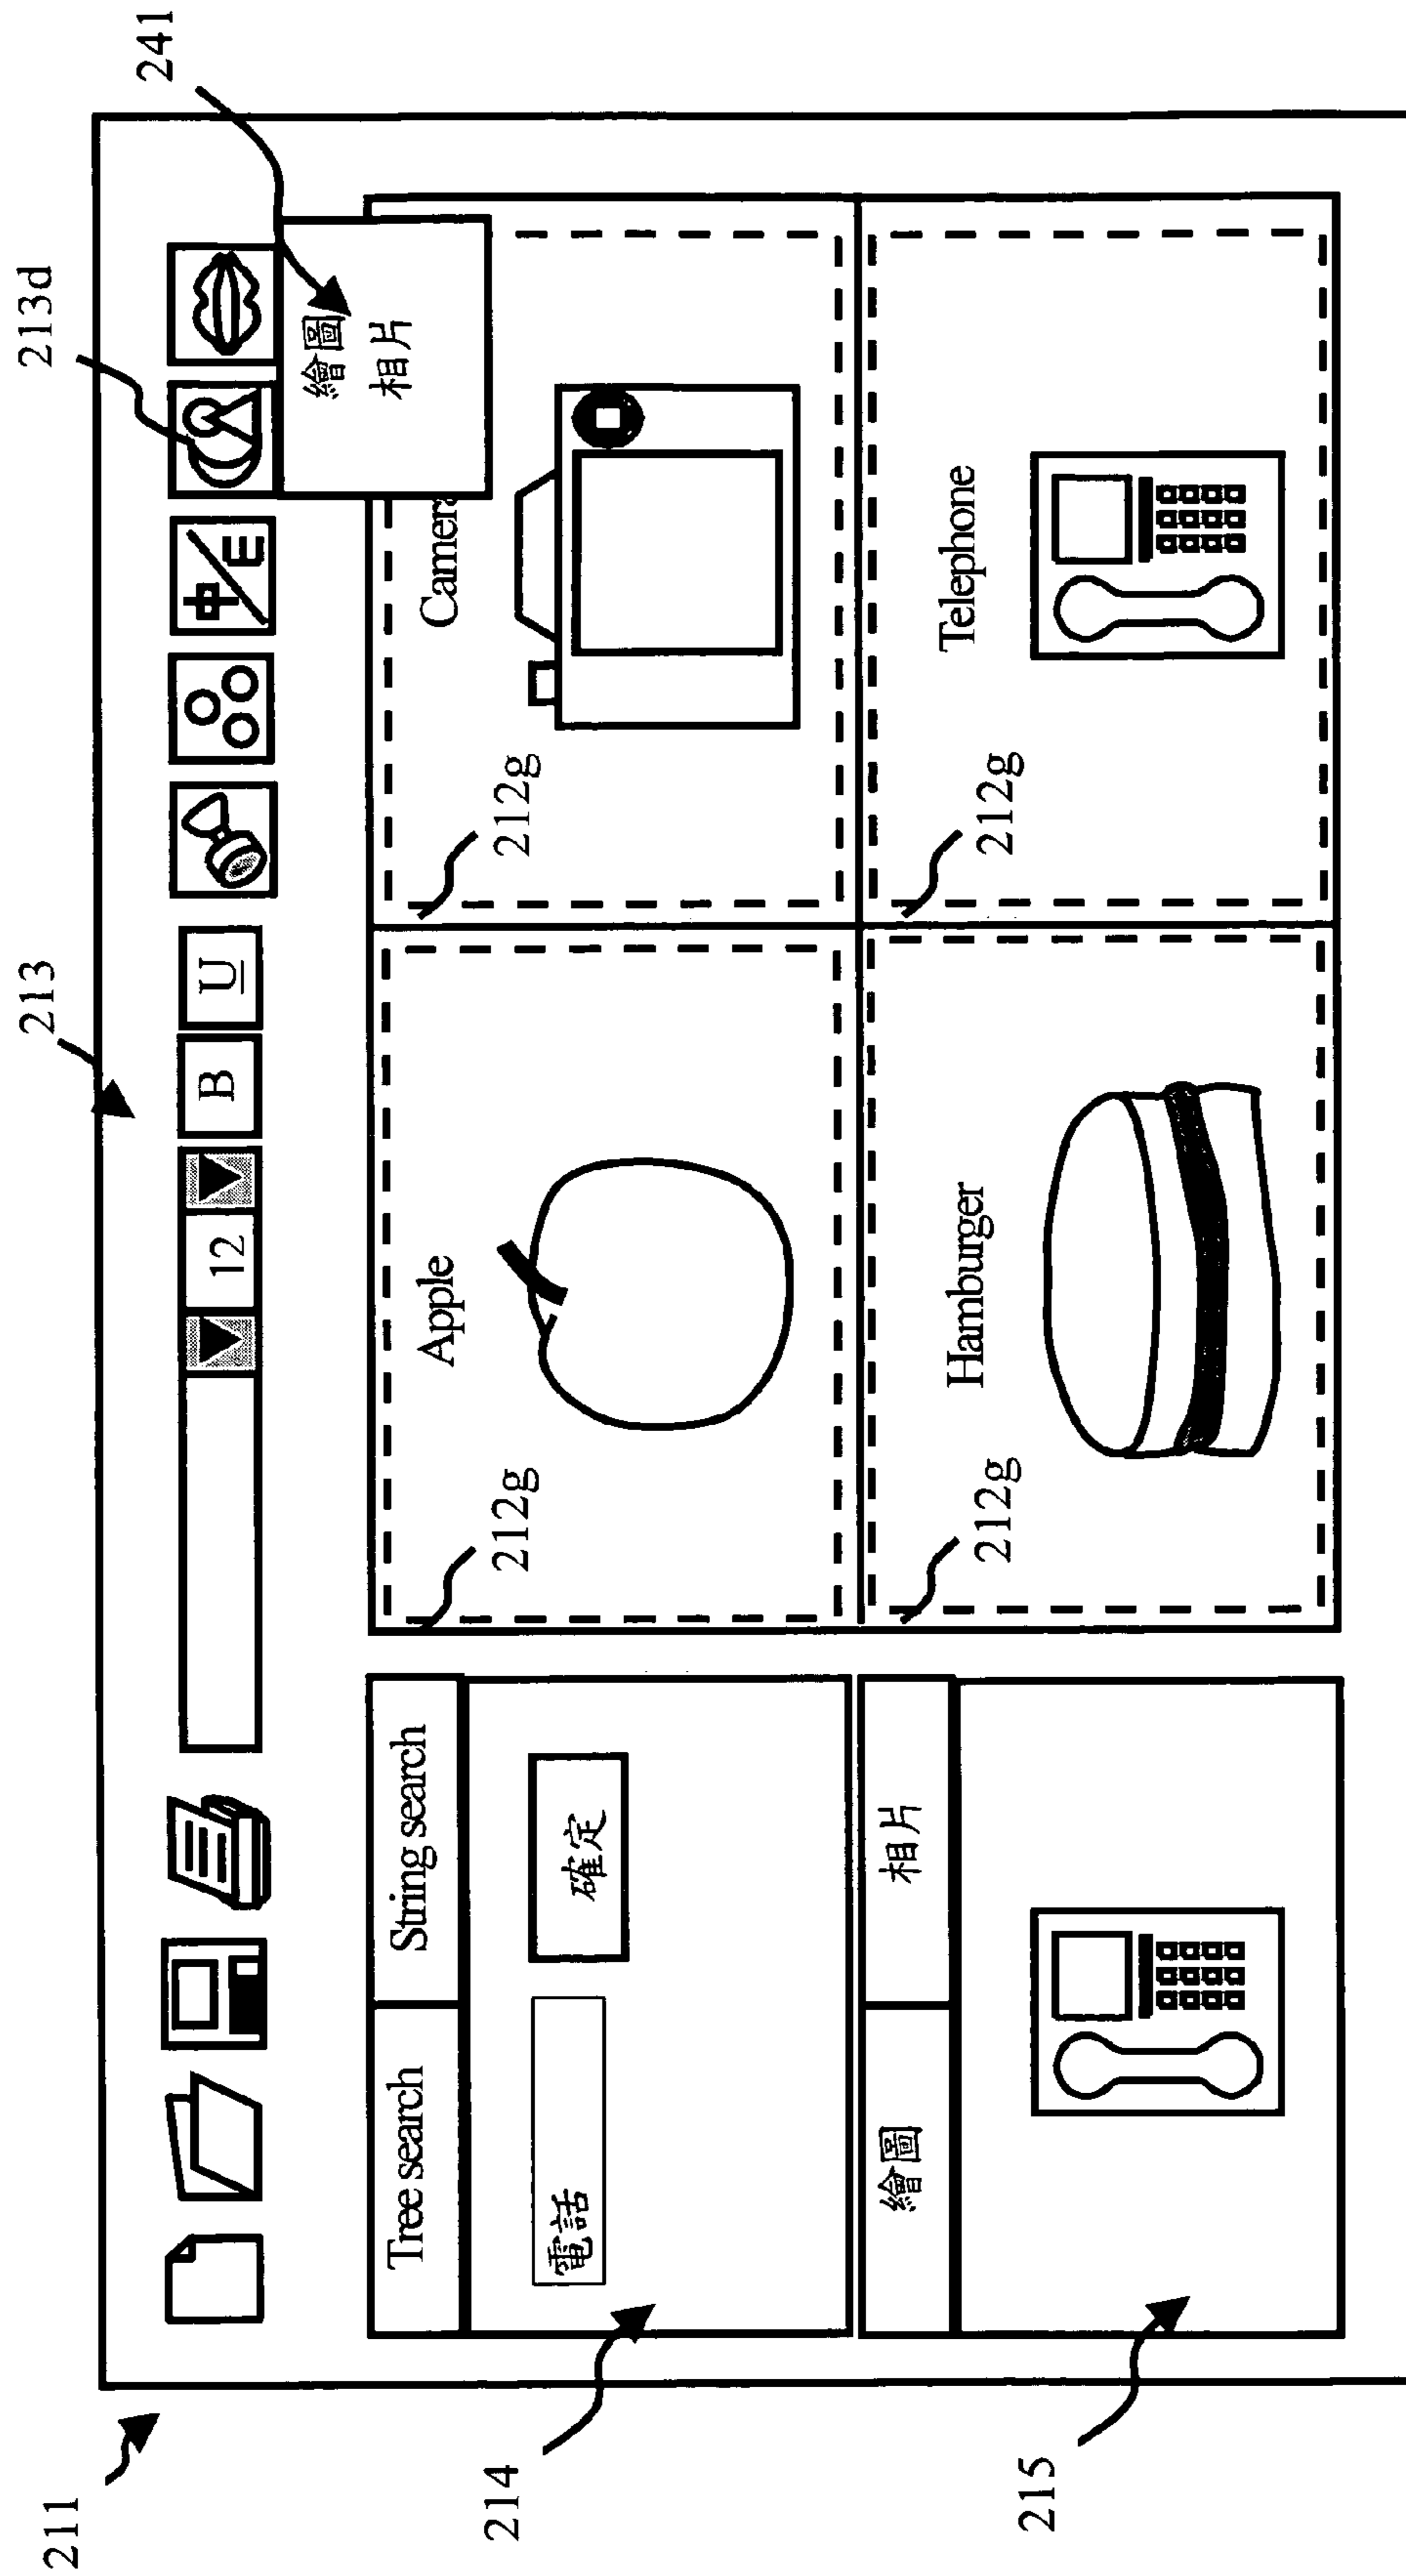 211
213
213d
241
12
B
U
中/E
繪圖
相片
Tree search
String search
電話
確定
214
繪圖
相片
215
212g
Apple
212g
Camera
212g
Hamburger
212g
Telephone